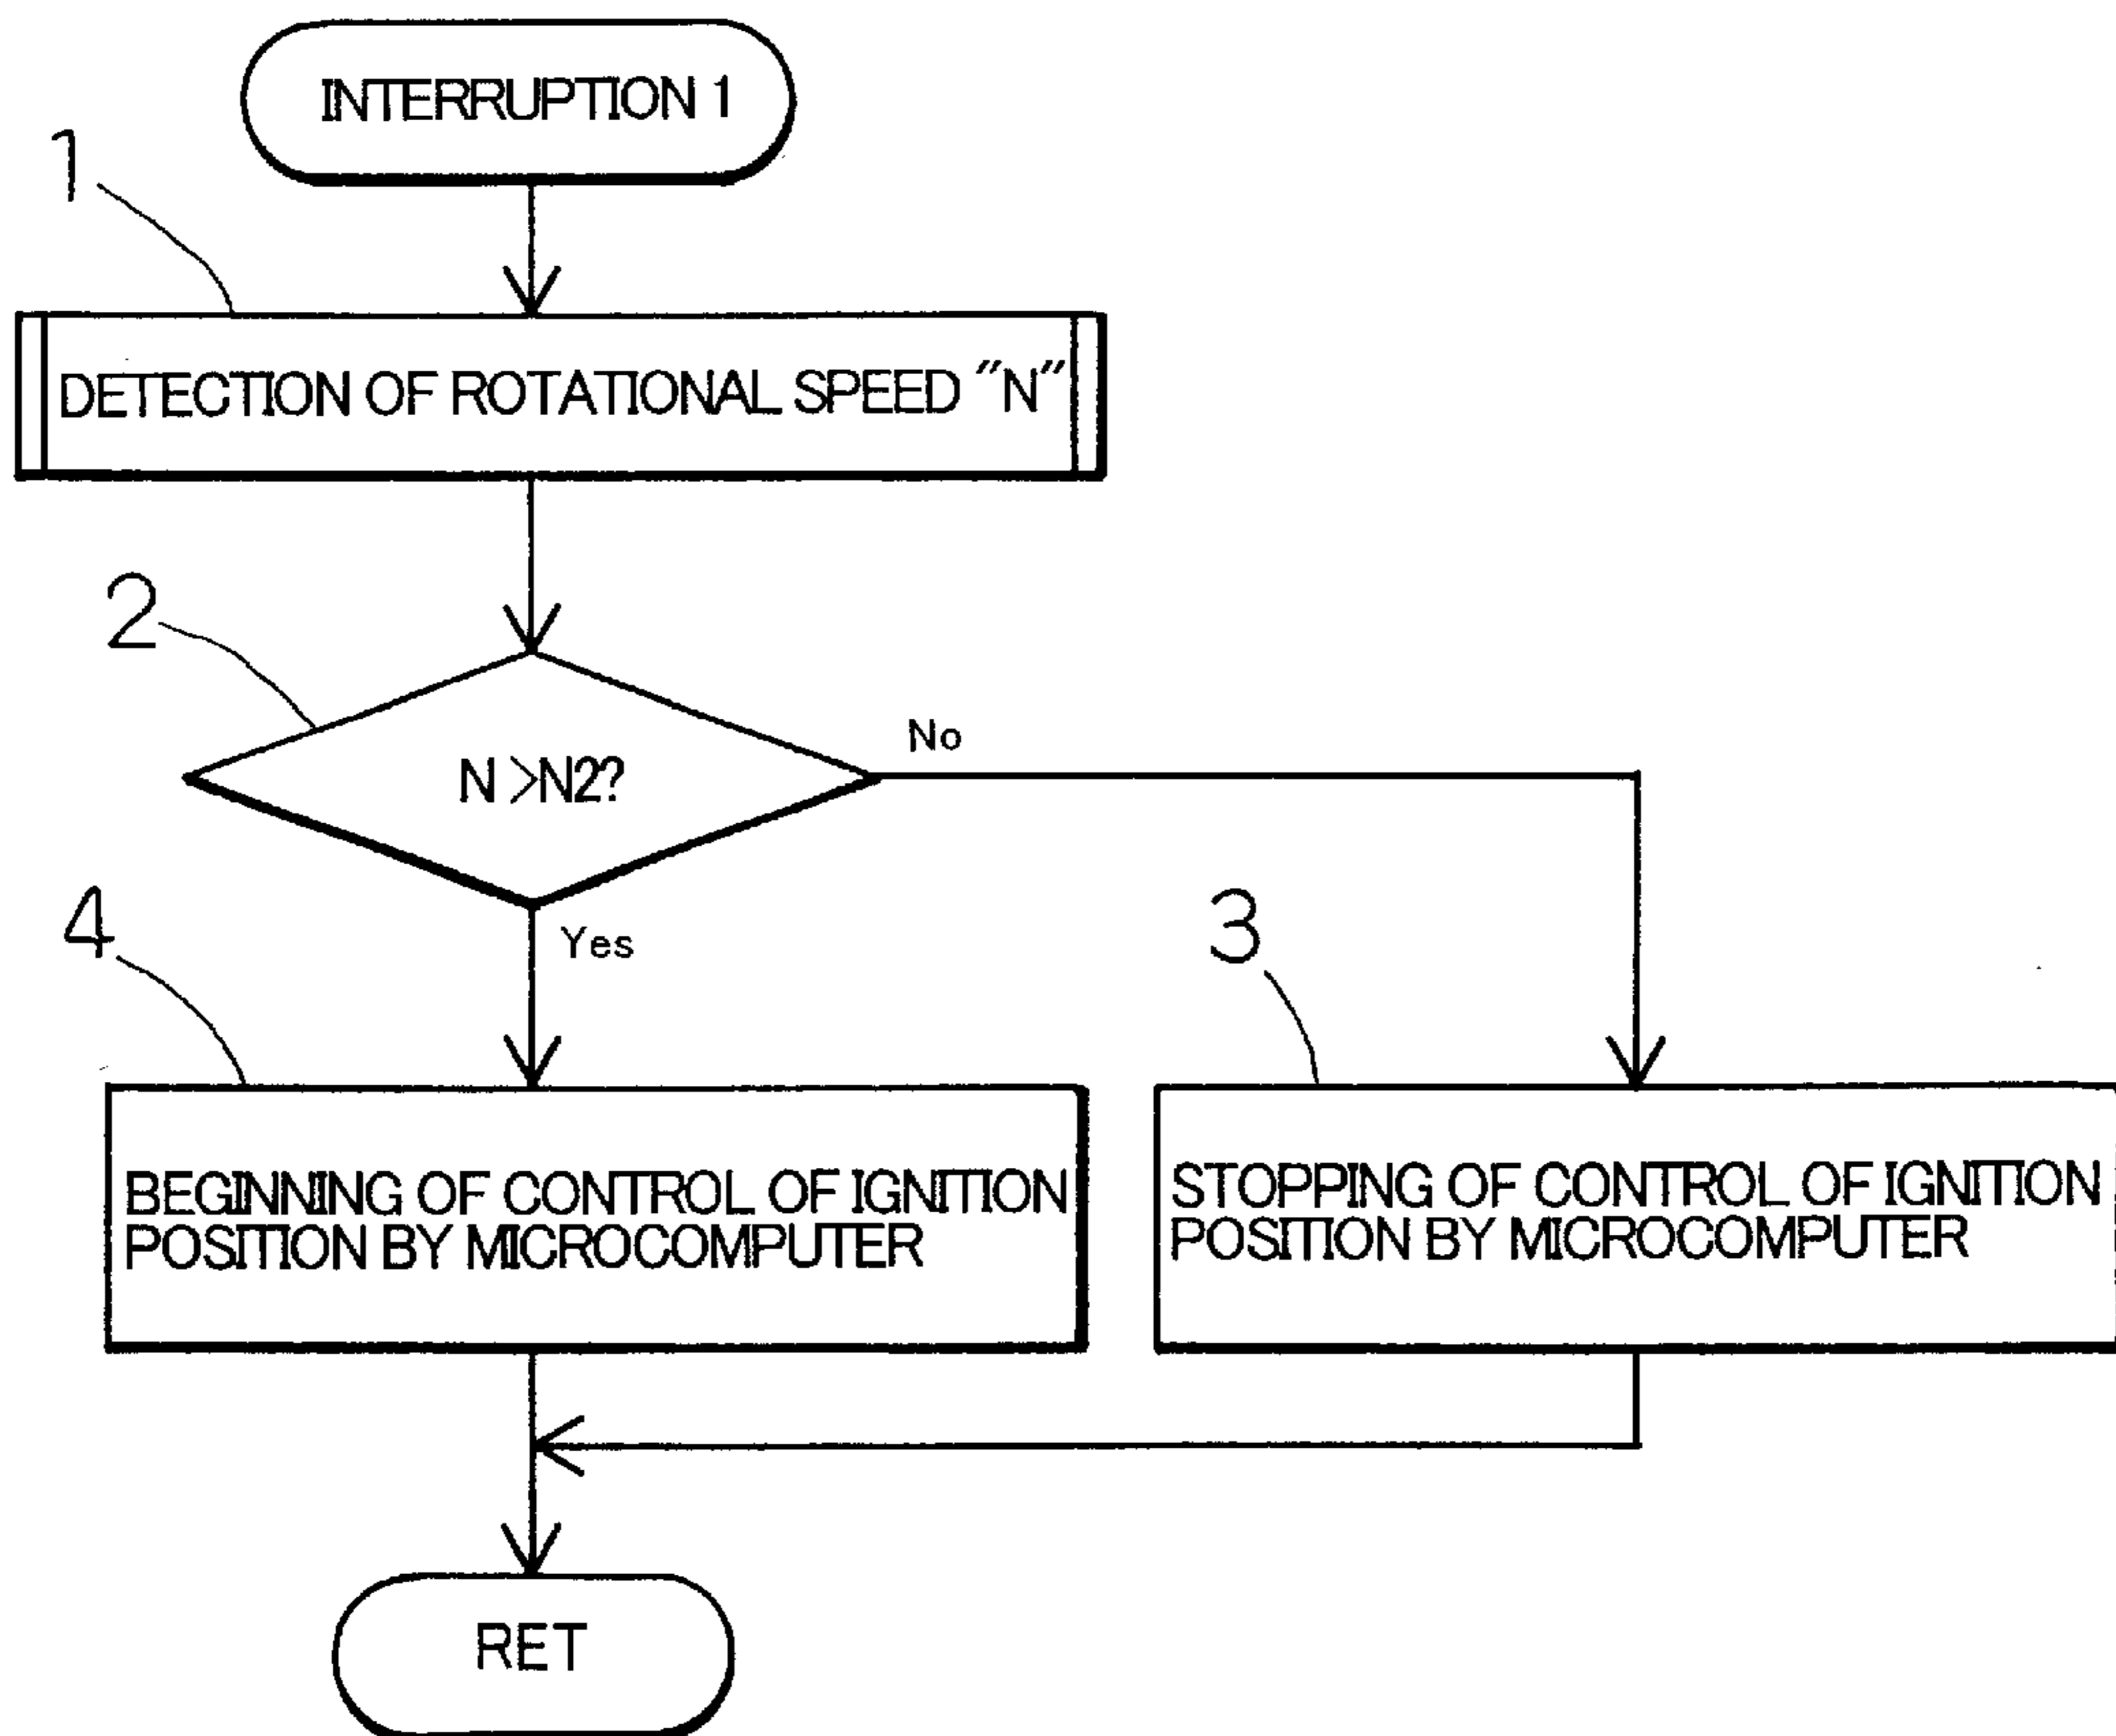 INTERRUPTION 1
1
DETECTION OF ROTATIONAL SPEED "N"
2
N >N2?
No
Yes
4
3
BEGINNING OF CONTROL OF IGNITION
POSITION BY MICROCOMPUTER
STOPPING OF CONTROL OF IGNITION
POSITION BY MICROCOMPUTER
RET